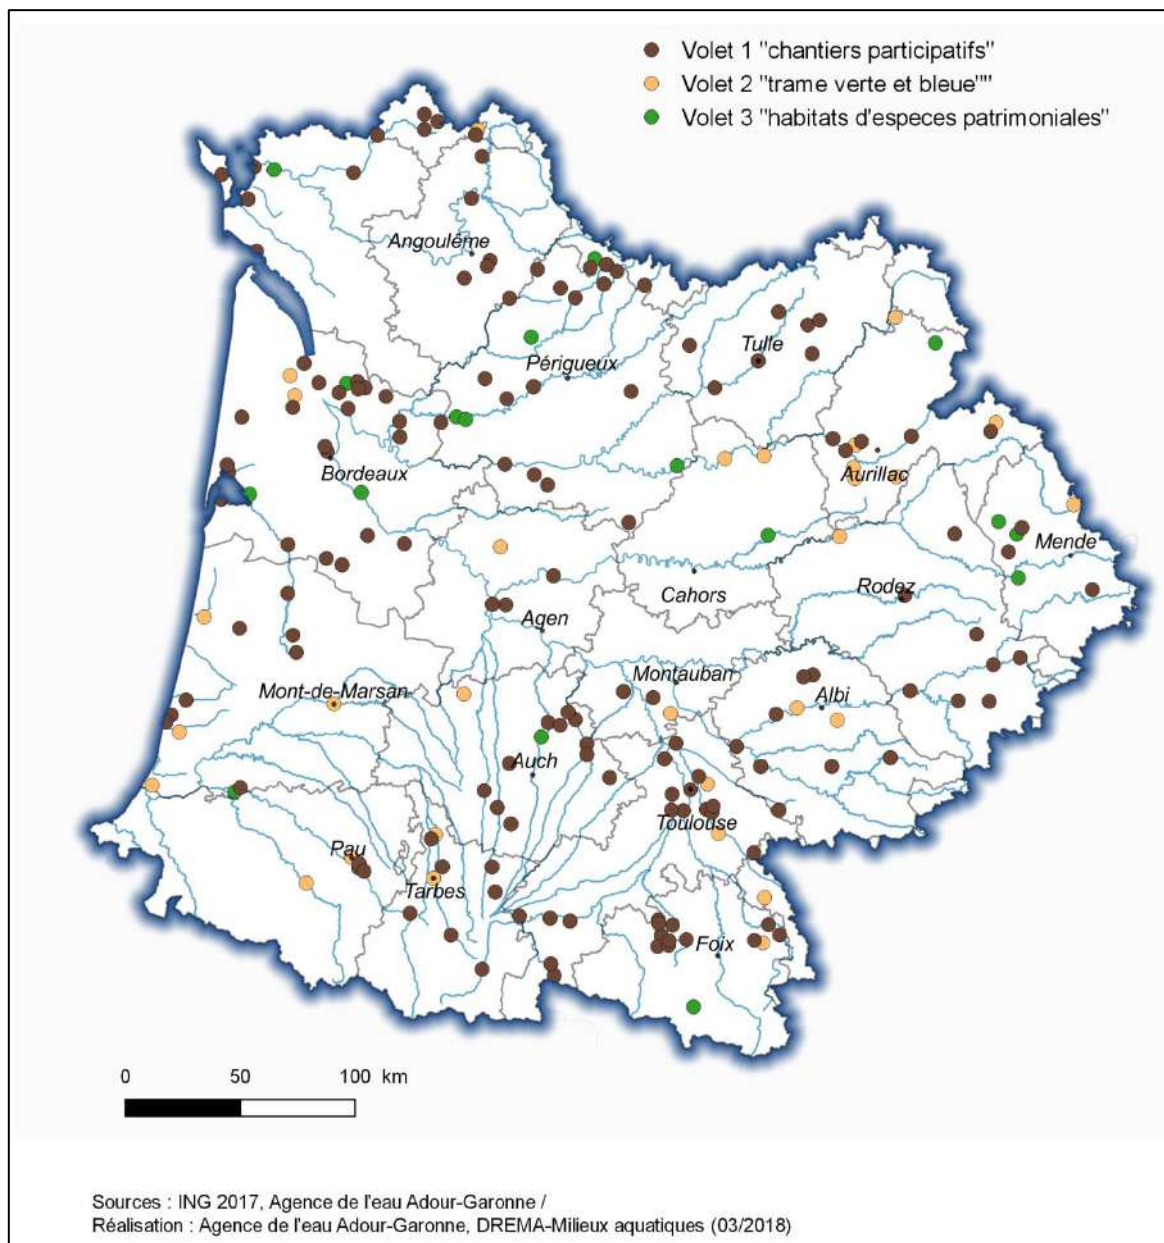 Volet 1 "chantiers participatifs"
Volet 2 "trame verte et bleue""
Volet 3 "habitats d'especes patrimoniales"
Angoulême
Périgueux
Tulle
Bordeaux
Aurillac
Mende
Cahors
Rodez
Agen
Montauban
Mont-de-Marsan
Albi
Auch
Toulouse
Pau
Tarbes
Foix
0 50 100 km
Sources : ING 2017, Agence de l'eau Adour-Garonne /
Réalisation : Agence de l'eau Adour-Garonne, DREMA-Milieux aquatiques (03/2018)